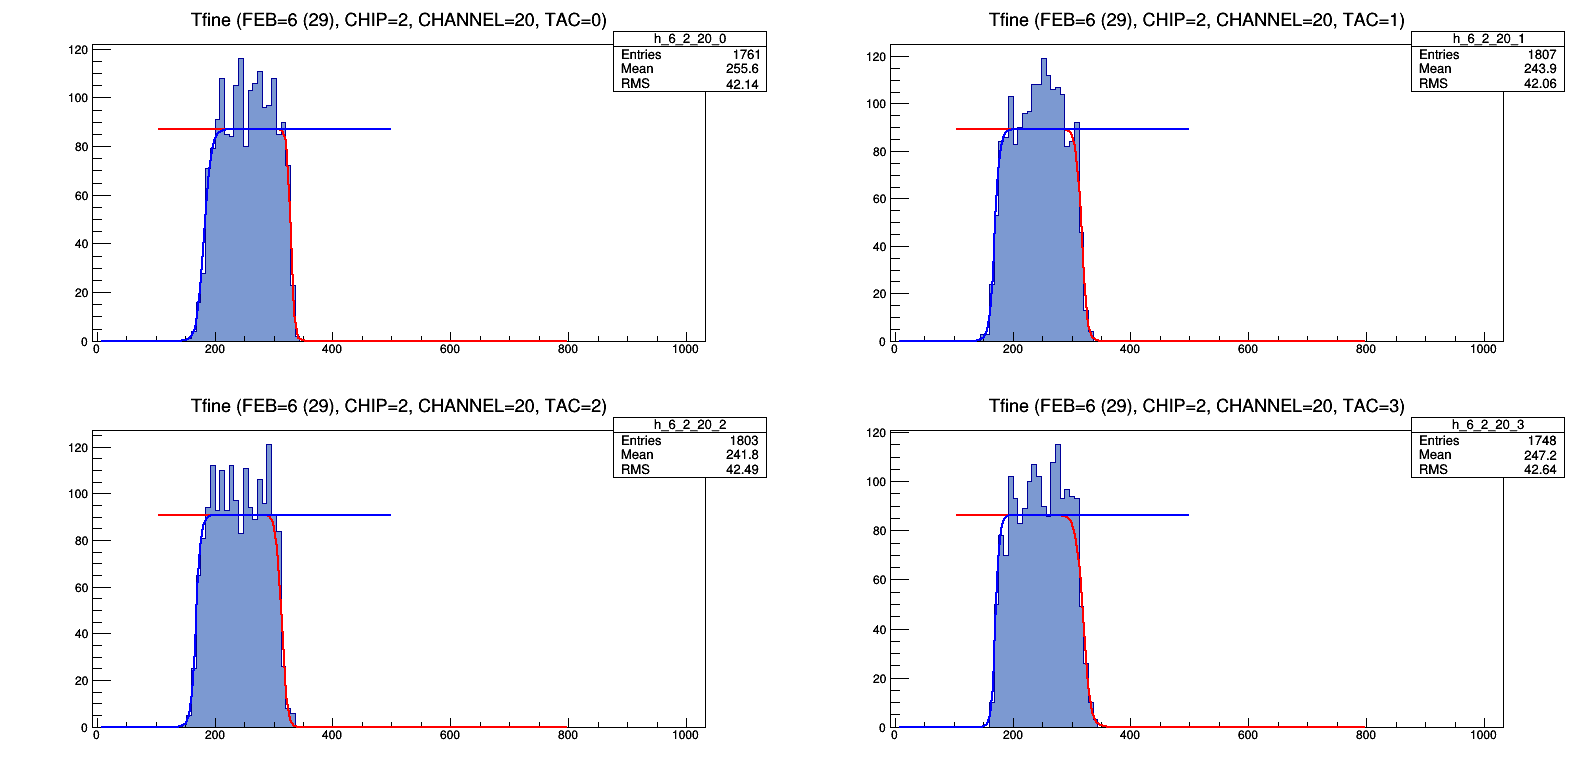 Tfine (FEB=6 (29), CHIP=2, CHANNEL=20, TAC=0)
h_6_2_20_0
Entries 1761
Mean 255.6
RMS 42.14
120
100
80
60
40
20
0
0 200 400 600 800 1000
Tfine (FEB=6 (29), CHIP=2, CHANNEL=20, TAC=1)
h_6_2_20_1
Entries 1807
Mean 243.9
RMS 42.06
120
100
80
60
40
20
0
0 200 400 600 800 1000
Tfine (FEB=6 (29), CHIP=2, CHANNEL=20, TAC=2)
h_6_2_20_2
Entries 1803
Mean 241.8
RMS 42.49
120
100
80
60
40
20
0
0 200 400 600 800 1000
Tfine (FEB=6 (29), CHIP=2, CHANNEL=20, TAC=3)
h_6_2_20_3
Entries 1748
Mean 247.2
RMS 42.64
120
100
80
60
40
20
0
0 200 400 600 800 1000